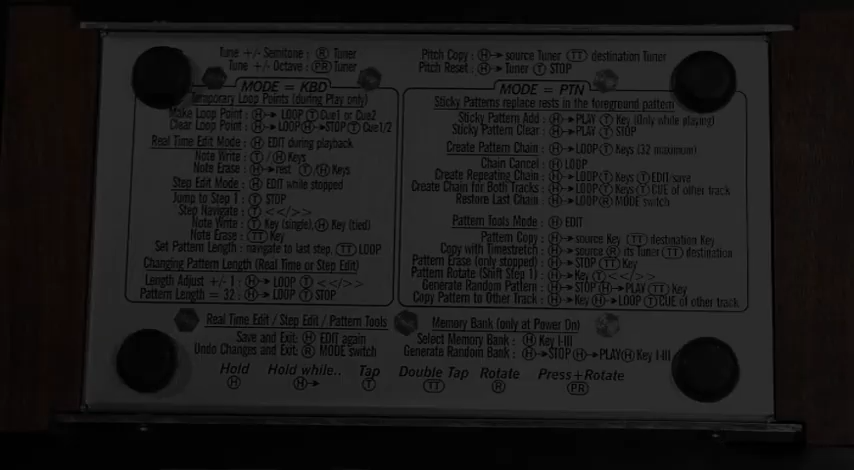 Tune +/- Semitone : (R) Tuner
Tune +/- Octave : (PR) Tuner
Pitch Copy : (H)→ source Tuner (TT) destination Tuner
Pitch Reset : (H)→ Tuner (T) STOP
MODE = KBD
Temporary Loop Points (during Play only)
Make Loop Point : (H)→ LOOP (T) Cue1 or Cue2
Clear Loop Point : (H)→ LOOP (H)→STOP (T) Cue1/2
Real Time Edit Mode : (H) EDIT during playback
Note Write : (T) / (H) Keys
Note Erase : (H)→rest (T)/(H) Keys
Step Edit Mode : (H) EDIT while stopped
Jump to Step 1 : (T) STOP
Step Navigate : (T) <</>>
Note Write : (T) Key (single), (H) Key (tied)
Note Erase : (TT) Key
Set Pattern Length : navigate to last step, (TT) LOOP
Changing Pattern Length (Real Time or Step Edit)
Length Adjust +/- 1 : (H)→ LOOP (T) <</>>
Pattern Length = 32 : (H)→ LOOP (T) STOP
MODE = PTN
Sticky Patterns replace rests in the foreground pattern
Sticky Pattern Add : (H)→PLAY (T) Key (Only while playing)
Sticky Pattern Clear : (H)→PLAY (T) STOP
Create Pattern Chain : (H)→LOOP (T) Keys (32 maximum)
Chain Cancel : (H) LOOP
Create Repeating Chain : (H)→LOOP (T) Keys (T) EDIT/save
Create Chain for Both Tracks : (H)→LOOP (T) Keys (T) CUE of other track
Restore Last Chain : (H)→LOOP (R) MODE switch
Pattern Tools Mode : (H) EDIT
Pattern Copy : (H)→source Key (TT) destination Key
Copy with Timestretch : (H)→source (R) rts Tuner (TT) destination
Pattern Erase (only stopped) : (H)→STOP (TT) Key
Pattern Rotate (Shift Step 1) : (H)→Key (T) <</>>
Generate Random Pattern : (H)→STOP (H)→PLAY (TT) Key
Copy Pattern to Other Track : (H)→Key (H)→LOOP (T) CUE of other track
Real Time Edit / Step Edit / Pattern Tools
Save and Exit: (H) EDIT again
Undo Changes and Exit: (R) MODE switch
Memory Bank (only at Power On)
Select Memory Bank : (H) Key I-III
Generate Random Bank : (H)→STOP (H)→PLAY (H) Key I-III
Hold Hold while.. Tap Double Tap Rotate Press+Rotate
(H) (H)→ (T) (TT) (R) (PR)